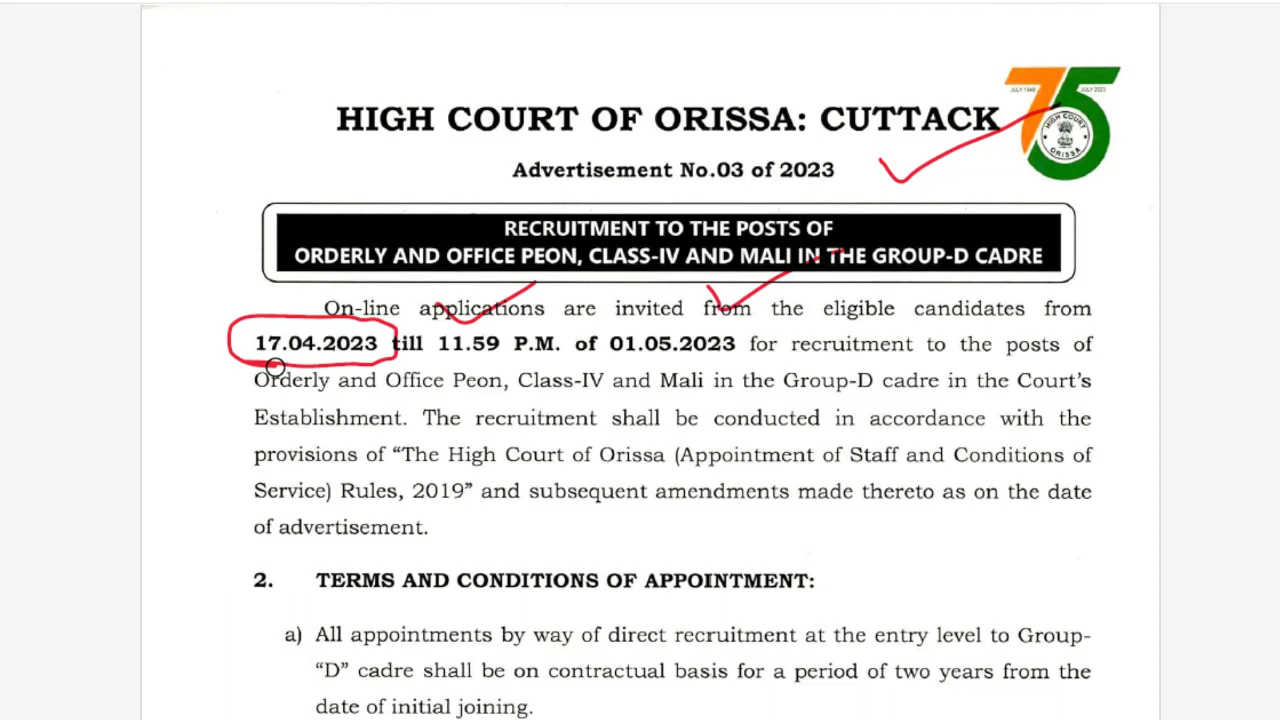 JULY 1948 JULY 2023
HIGH COURT OF ORISSA: CUTTACK
HIGH COURT
ORISSA
Advertisement No.03 of 2023
RECRUITMENT TO THE POSTS OF
ORDERLY AND OFFICE PEON, CLASS-IV AND MALI IN THE GROUP-D CADRE
On-line applications are invited from the eligible candidates from
17.04.2023 till 11.59 P.M. of 01.05.2023 for recruitment to the posts of
Orderly and Office Peon, Class-IV and Mali in the Group-D cadre in the Court's
Establishment. The recruitment shall be conducted in accordance with the
provisions of “The High Court of Orissa (Appointment of Staff and Conditions of
Service) Rules, 2019” and subsequent amendments made thereto as on the date
of advertisement.
2. TERMS AND CONDITIONS OF APPOINTMENT:
a) All appointments by way of direct recruitment at the entry level to Group-
“D” cadre shall be on contractual basis for a period of two years from the
date of initial joining.